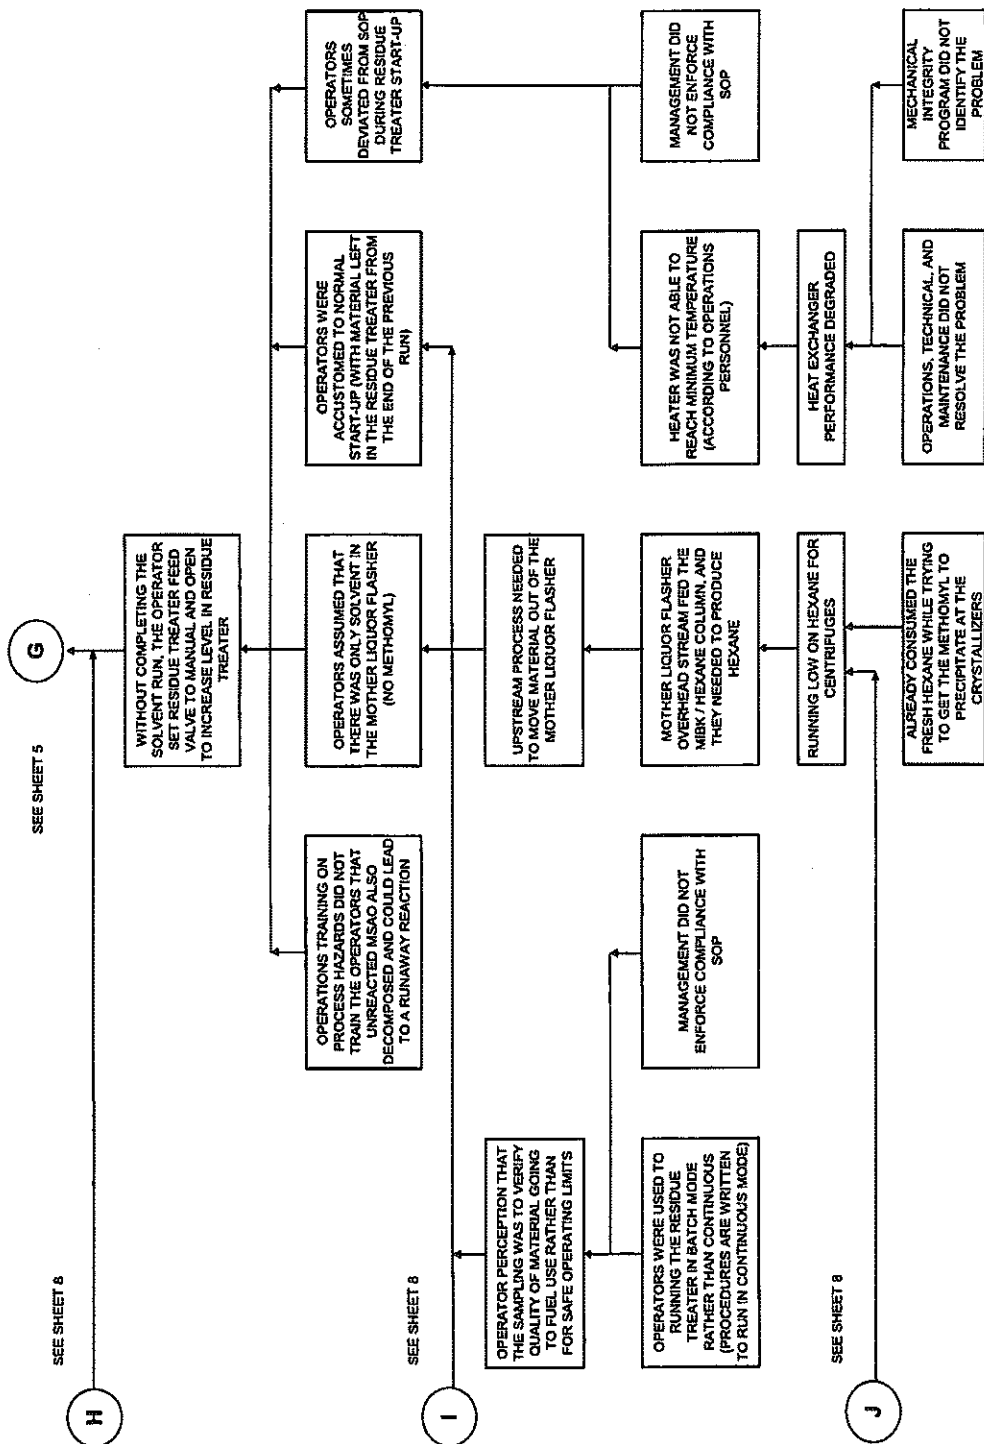 SEE SHEET 5
G
SEE SHEET 8
H
WITHOUT COMPLETING THE
SOLVENT RUN, THE OPERATOR
SET RESIDUE TREATER FEED
VALVE TO MANUAL AND OPEN
TO INCREASE LEVEL IN RESIDUE
TREATER
OPERATIONS TRAINING ON
PROCESS HAZARDS DID NOT
TRAIN THE OPERATORS THAT
UNREACTED MSAO ALSO
DECOMPOSED AND COULD LEAD
TO A RUNAWAY REACTION
OPERATORS ASSUMED THAT
THERE WAS ONLY SOLVENT IN
THE MOTHER LIQUOR FLASHER
(NO METHOMYL)
OPERATORS WERE
ACCUSTOMED TO NORMAL
START-UP (WITH MATERIAL LEFT
IN THE RESIDUE TREATER FROM
THE END OF THE PREVIOUS
RUN)
OPERATORS
SOMETIMES
DEVIATED FROM SOP
DURING RESIDUE
TREATER START-UP
SEE SHEET 8
I
OPERATOR PERCEPTION THAT
THE SAMPLING WAS TO VERIFY
QUALITY OF MATERIAL GOING
TO FUEL USE RATHER THAN
FOR SAFE OPERATING LIMITS
UPSTREAM PROCESS NEEDED
TO MOVE MATERIAL OUT OF THE
MOTHER LIQUOR FLASHER
OPERATORS WERE USED TO
RUNNING THE RESIDUE
TREATER IN BATCH MODE
RATHER THAN CONTINUOUS
(PROCEDURES ARE WRITTEN
TO RUN IN CONTINUOUS MODE)
MANAGEMENT DID NOT
ENFORCE COMPLIANCE WITH
SOP
MOTHER LIQUOR FLASHER
OVERHEAD STREAM FED THE
MIBK / HEXANE COLUMN, AND
THEY NEEDED TO PRODUCE
HEXANE
HEATER WAS NOT ABLE TO
REACH MINIMUM TEMPERATURE
(ACCORDING TO OPERATIONS
PERSONNEL)
MANAGEMENT DID
NOT ENFORCE
COMPLIANCE WITH
SOP
SEE SHEET 8
J
RUNNING LOW ON HEXANE FOR
CENTRIFUGES
HEAT EXCHANGER
PERFORMANCE DEGRADED
ALREADY CONSUMED THE
FRESH HEXANE WHILE TRYING
TO GET THE METHOMYL TO
PRECIPITATE AT THE
CRYSTALLIZERS
OPERATIONS, TECHNICAL, AND
MAINTENANCE DID NOT
RESOLVE THE PROBLEM
MECHANICAL
INTEGRITY
PROGRAM DID NOT
IDENTIFY THE
PROBLEM